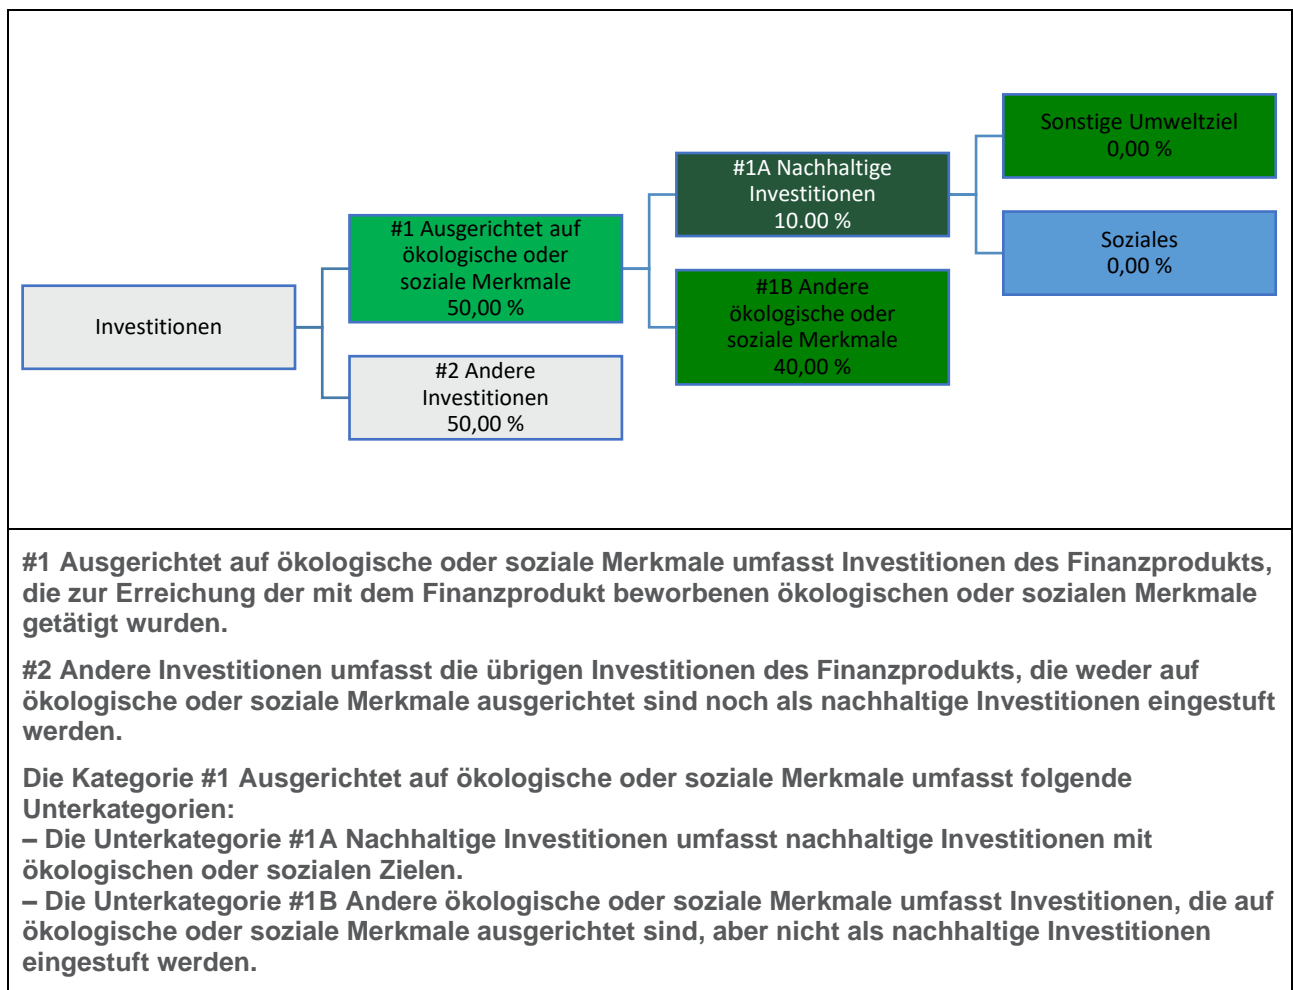 Investitionen
#1 Ausgerichtet auf
ökologische oder
soziale Merkmale
50,00 %
#2 Andere
Investitionen
50,00 %
#1A Nachhaltige
Investitionen
10.00 %
#1B Andere
ökologische oder
soziale Merkmale
40,00 %
Sonstige Umweltziel
0,00 %
Soziales
0,00 %
#1 Ausgerichtet auf ökologische oder soziale Merkmale umfasst Investitionen des Finanzprodukts,
die zur Erreichung der mit dem Finanzprodukt beworbenen ökologischen oder sozialen Merkmale
getätigt wurden.
#2 Andere Investitionen umfasst die übrigen Investitionen des Finanzprodukts, die weder auf
ökologische oder soziale Merkmale ausgerichtet sind noch als nachhaltige Investitionen eingestuft
werden.
Die Kategorie #1 Ausgerichtet auf ökologische oder soziale Merkmale umfasst folgende
Unterkategorien:
– Die Unterkategorie #1A Nachhaltige Investitionen umfasst nachhaltige Investitionen mit
ökologischen oder sozialen Zielen.
– Die Unterkategorie #1B Andere ökologische oder soziale Merkmale umfasst Investitionen, die auf
ökologische oder soziale Merkmale ausgerichtet sind, aber nicht als nachhaltige Investitionen
eingestuft werden.